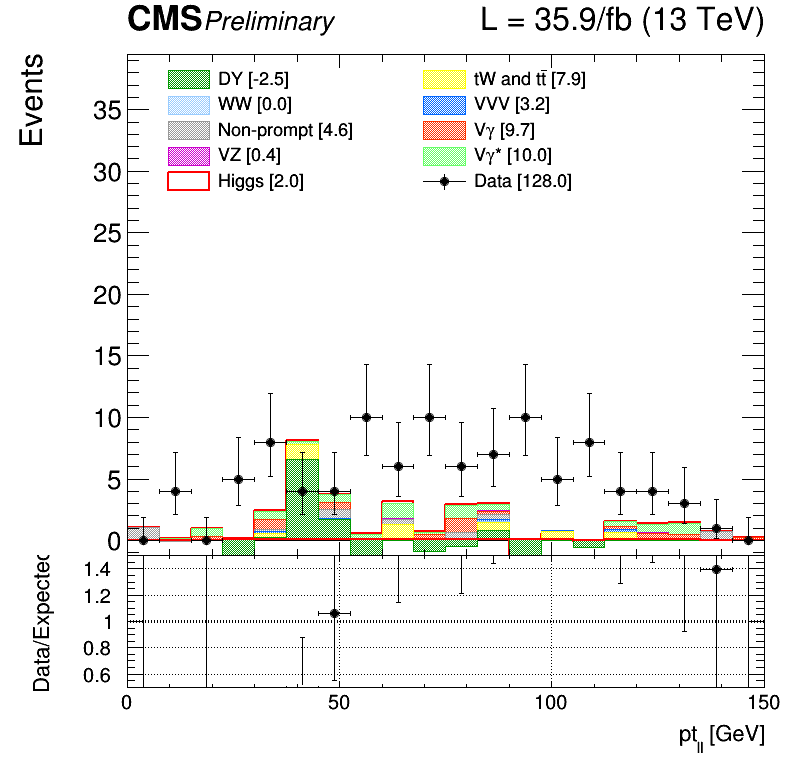 CMS Preliminary L = 35.9/fb (13 TeV)
Events
DY [-2.5] tW and tt̄ [7.9]
WW [0.0] VVV [3.2]
Non-prompt [4.6] Vγ [9.7]
VZ [0.4] Vγ* [10.0]
Higgs [2.0] Data [128.0]
35
30
25
20
15
10
5
0
Data/Expected
1.4
1.2
1
0.8
0.6
0 50 100 150
pt_ll [GeV]